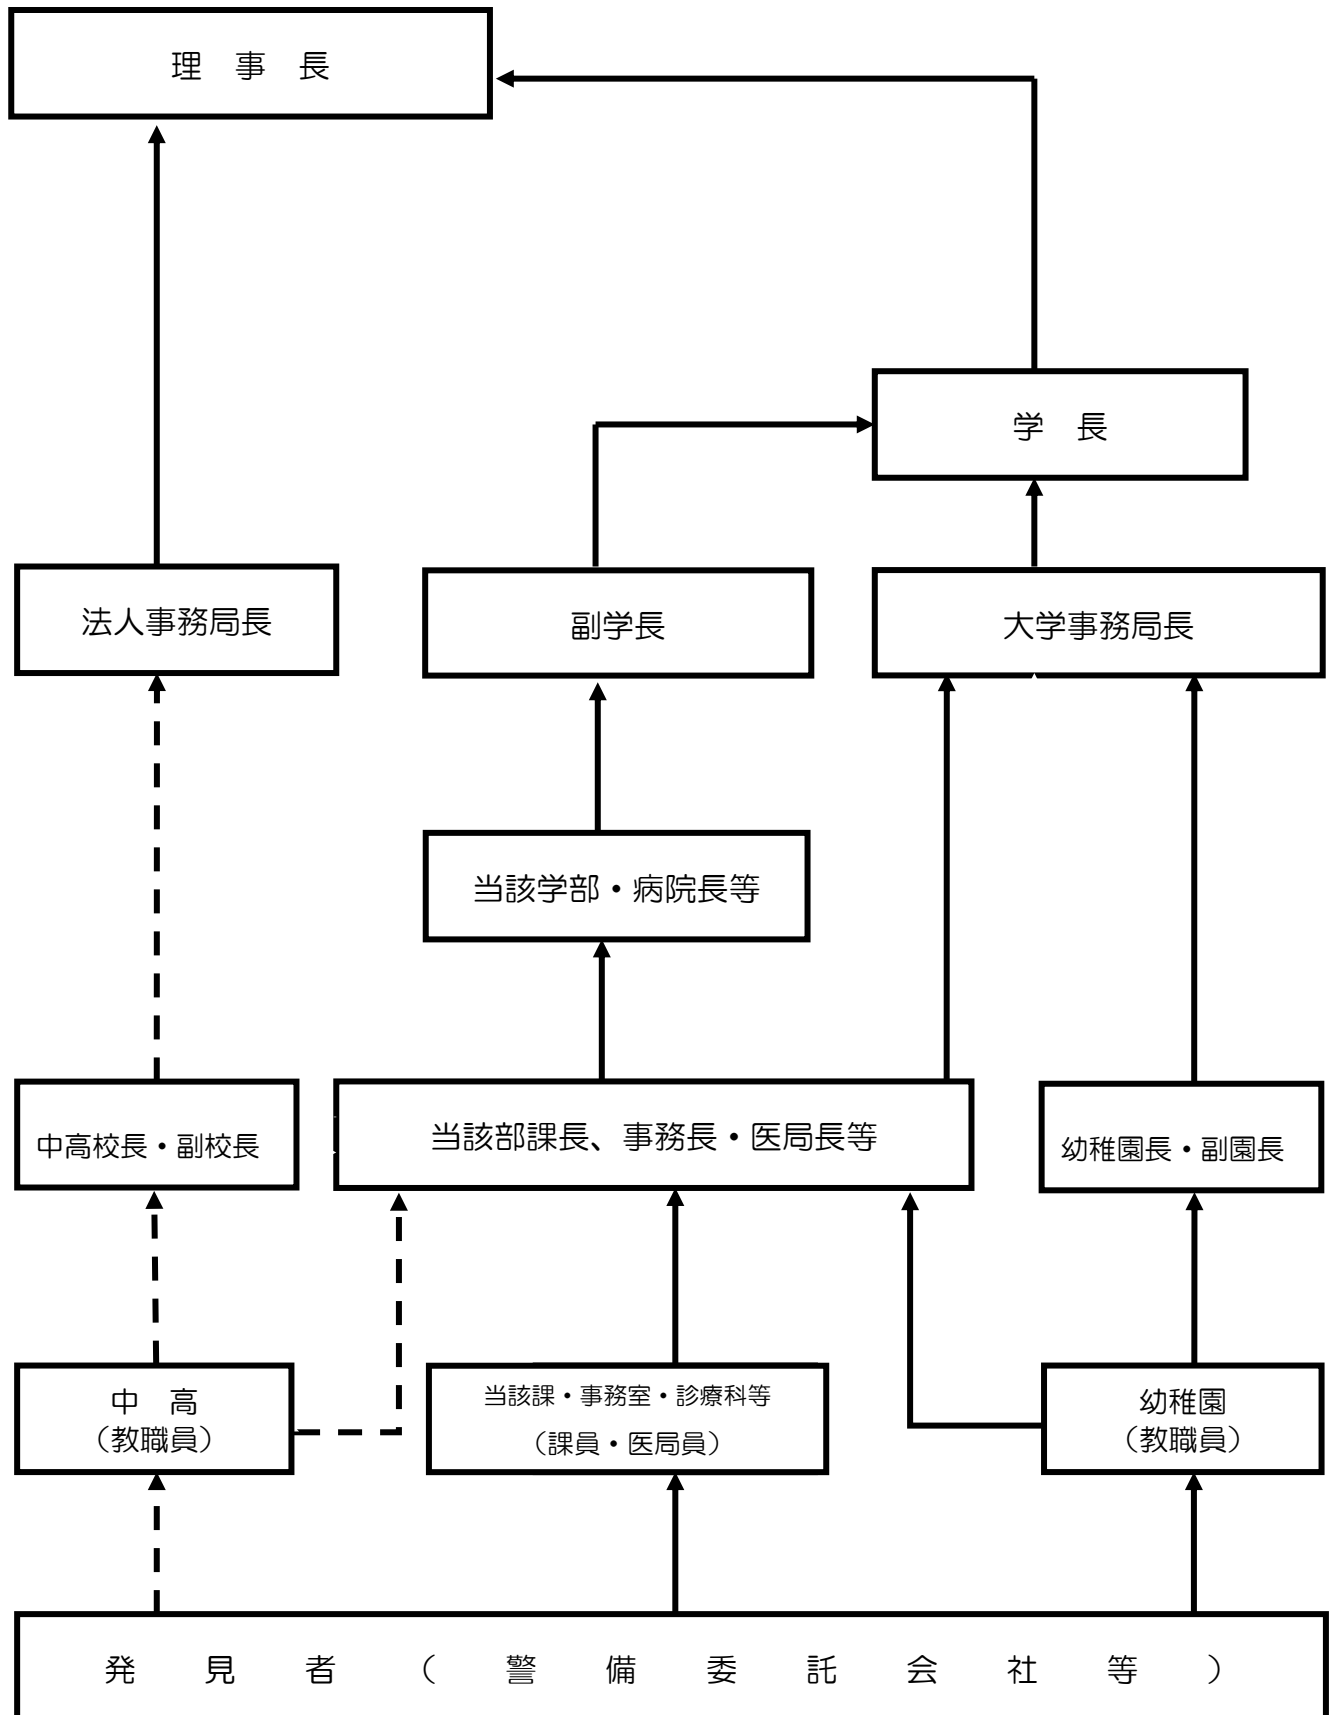 理　事　長
学　長
法人事務局長
副学長
大学事務局長
当該学部・病院長等
中高校長・副校長
当該部課長、事務長・医局長等
幼稚園長・副園長
中　高
（教職員）
当該課・事務室・診療科等
（課員・医局員）
幼稚園
（教職員）
発　見　者　（　警　備　委　託　会　社　等　）